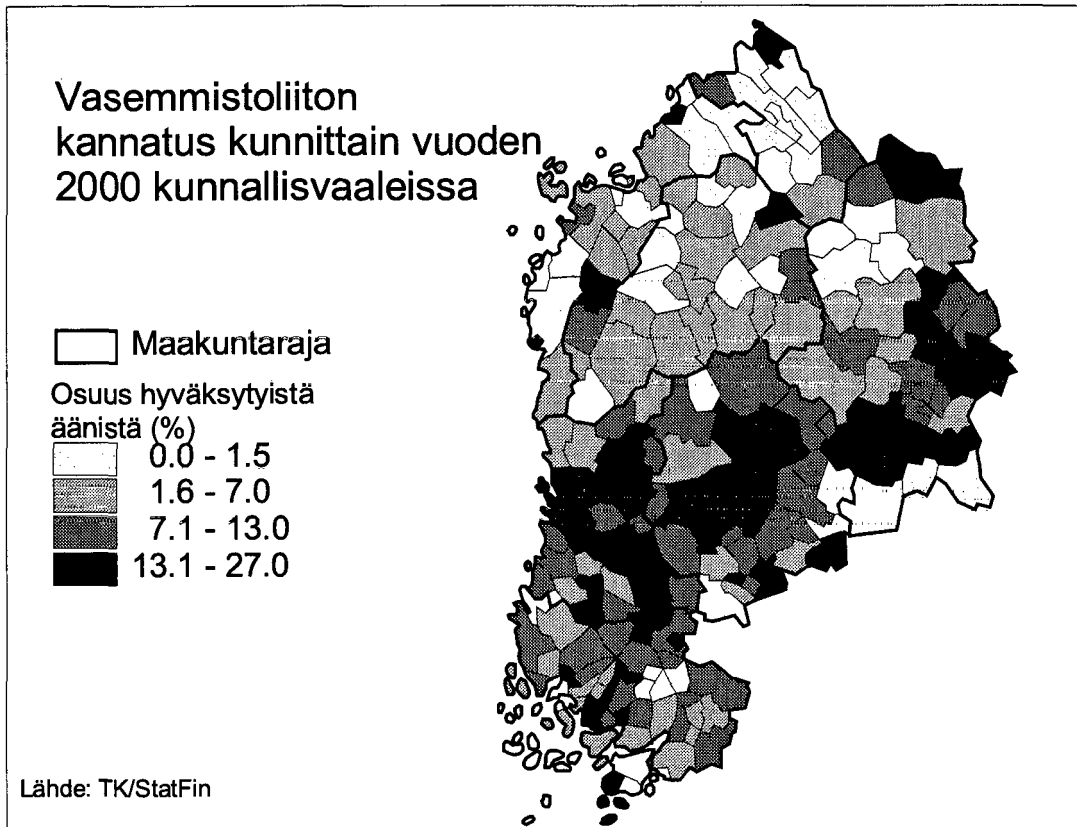 Vasemmistoliiton
kannatus kunnittain vuoden
2000 kunnallisvaaleissa
Maakuntaraja
Osuus hyväksytyistä
äänistä (%)
0.0 - 1.5
1.6 - 7.0
7.1 - 13.0
13.1 - 27.0
Lähde: TK/StatFin